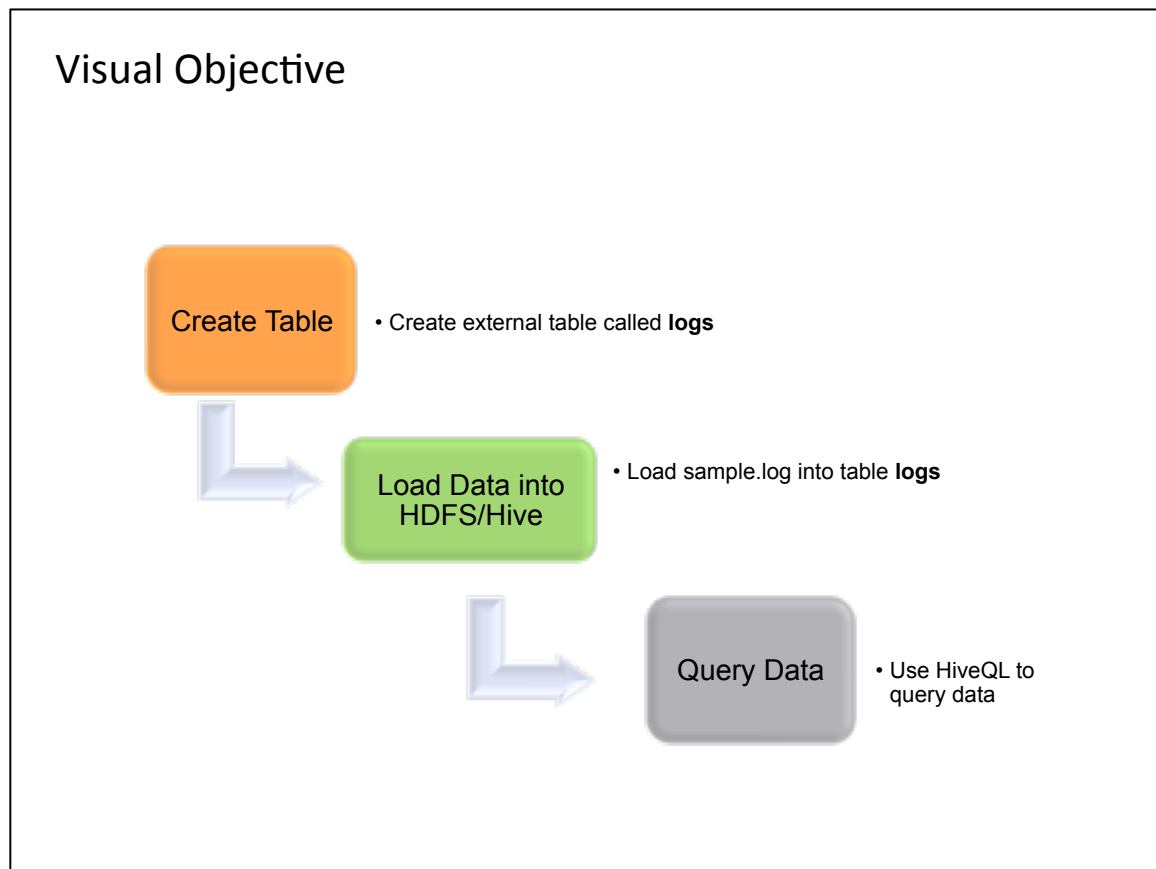 Visual Objective
Create Table
• Create external table called logs
Load Data into
HDFS/Hive
• Load sample.log into table logs
Query Data
• Use HiveQL to
query data